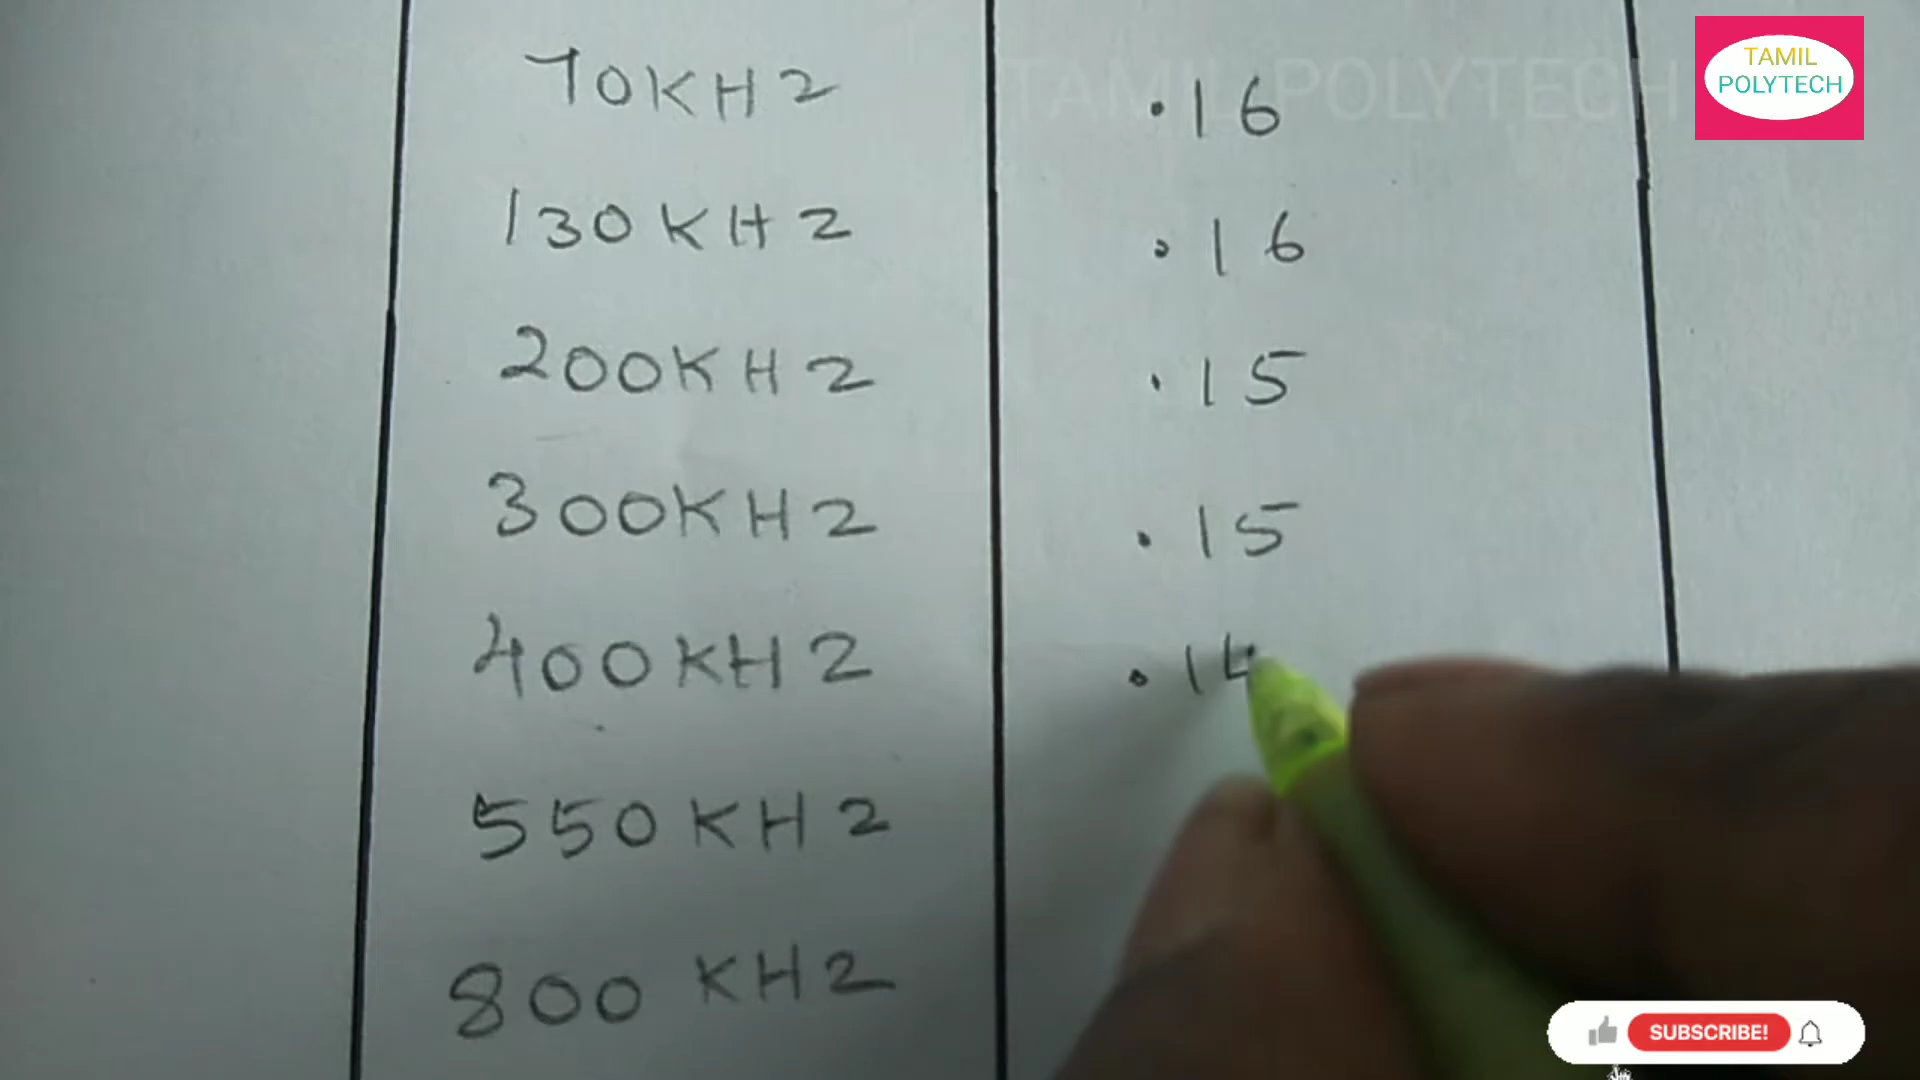 70KHZ .16
TAMIL POLYTECH
TAMIL
POLYTECH
130KHZ .16
200KHZ .15
300KHZ .15
400KHZ .14
550KHZ
800 KHZ
SUBSCRIBE!